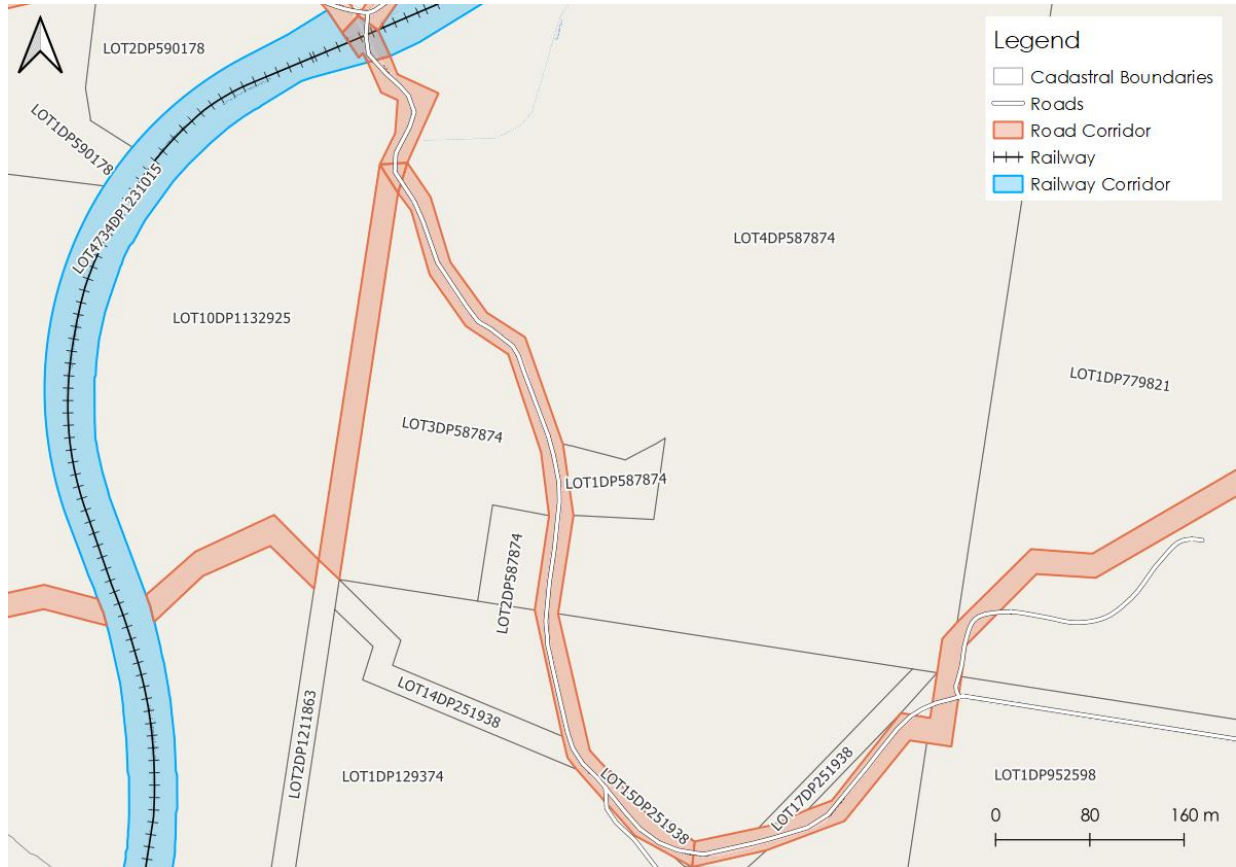 LOT2DP590178
LOT1DP590178
LOT4734DP1231015
LOT10DP1132925
LOT4DP587874
LOT1DP779821
LOT3DP587874
LOT1DP587874
LOT2DP587874
LOT14DP251938
LOT2DP1211863
LOT1DP129374
LOT15DP251938
LOT17DP251938
LOT1DP952598
Legend
Cadastral Boundaries
Roads
Road Corridor
Railway
Railway Corridor
0 80 160 m